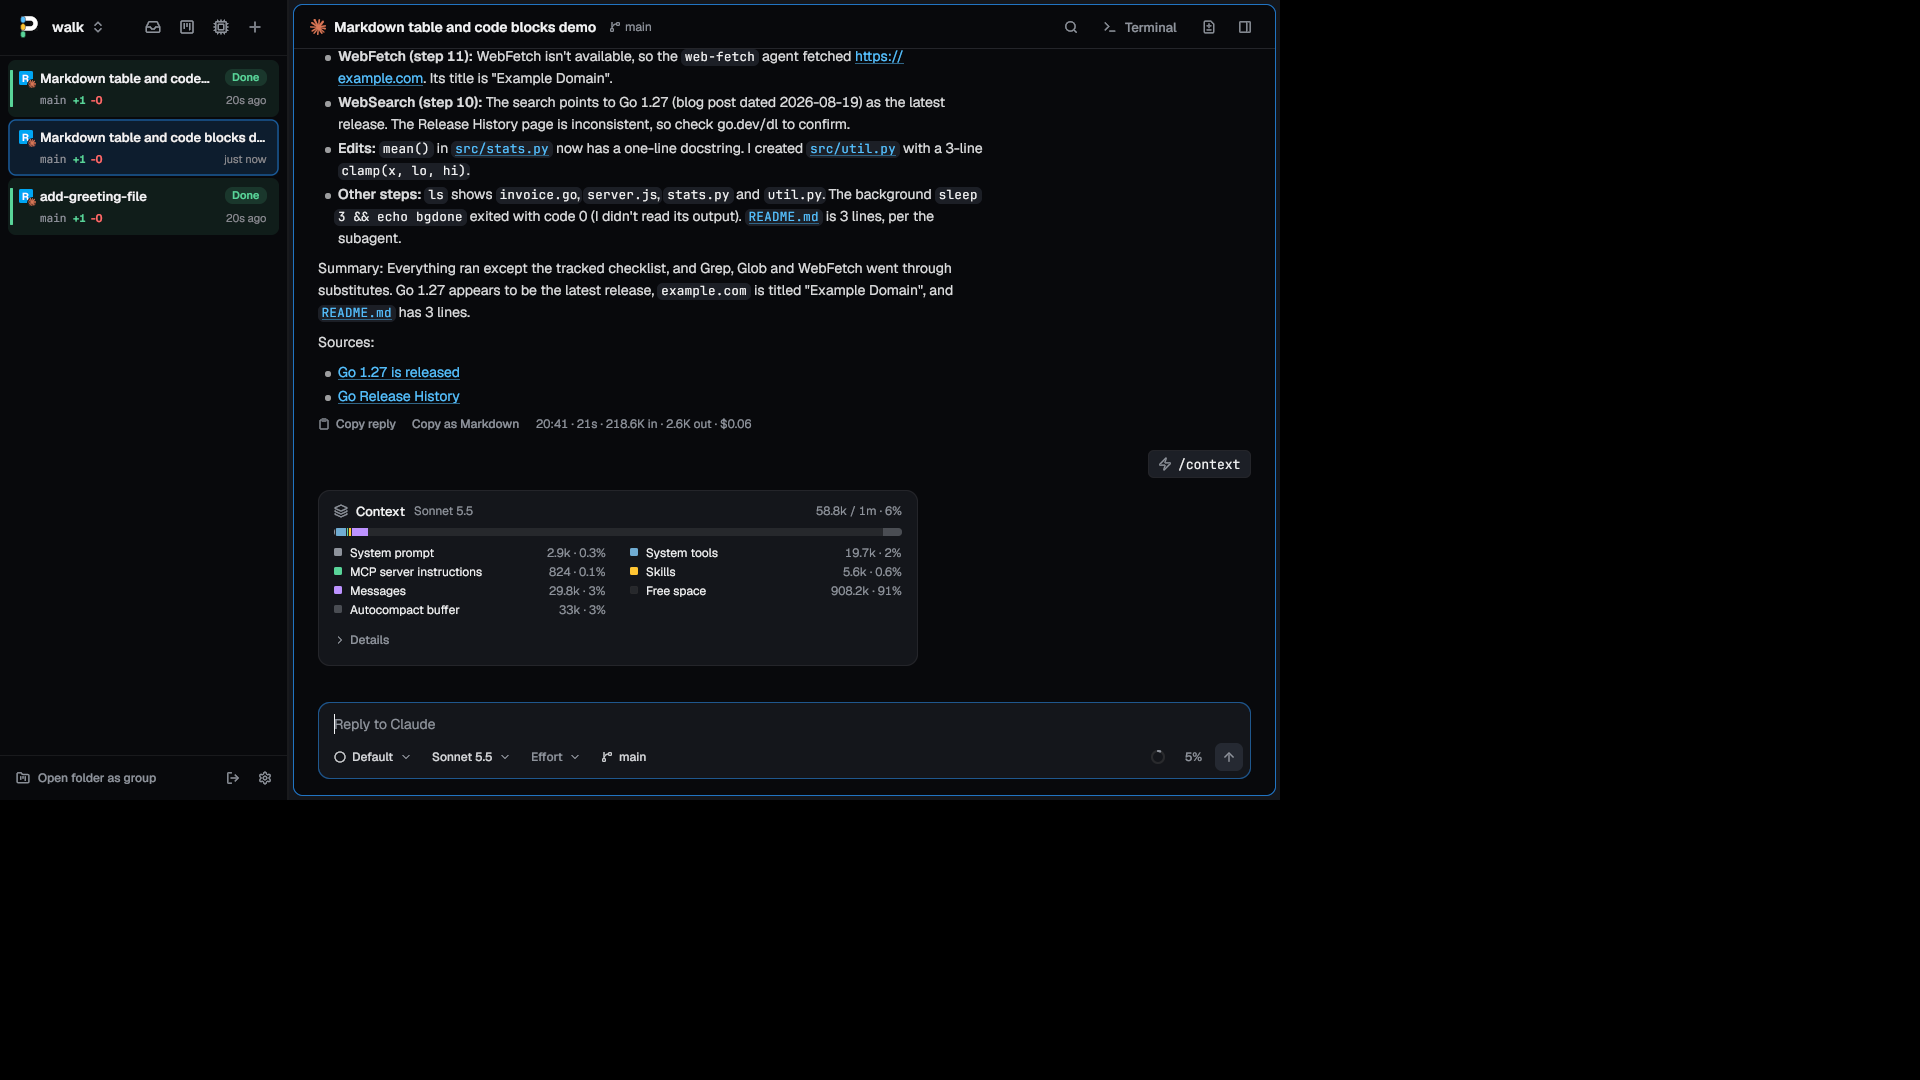 walk
Markdown table and code...
Done
main +1 -0
20s ago
Markdown table and code blocks d...
main +1 -0
just now
add-greeting-file
Done
main +1 -0
20s ago
Open folder as group
Markdown table and code blocks demo
main
Terminal
WebFetch (step 11): WebFetch isn't available, so the web-fetch agent fetched https://
example.com. Its title is "Example Domain".
WebSearch (step 10): The search points to Go 1.27 (blog post dated 2026-08-19) as the latest
release. The Release History page is inconsistent, so check go.dev/dl to confirm.
Edits: mean() in src/stats.py now has a one-line docstring. I created src/util.py with a 3-line
clamp(x, lo, hi).
Other steps: ls shows invoice.go, server.js, stats.py and util.py. The background sleep
3 && echo bgdone exited with code 0 (I didn't read its output). README.md is 3 lines, per the
subagent.
Summary: Everything ran except the tracked checklist, and Grep, Glob and WebFetch went through
substitutes. Go 1.27 appears to be the latest release, example.com is titled "Example Domain", and
README.md has 3 lines.
Sources:
Go 1.27 is released
Go Release History
Copy reply Copy as Markdown 20:41 · 21s · 218.6K in · 2.6K out · $0.06
/context
Context Sonnet 5.5 58.8k / 1m · 6%
System prompt 2.9k · 0.3% System tools 19.7k · 2%
MCP server instructions 824 · 0.1% Skills 5.6k · 0.6%
Messages 29.8k · 3% Free space 908.2k · 91%
Autocompact buffer 33k · 3%
Details
Reply to Claude
Default Sonnet 5.5 Effort main 5%